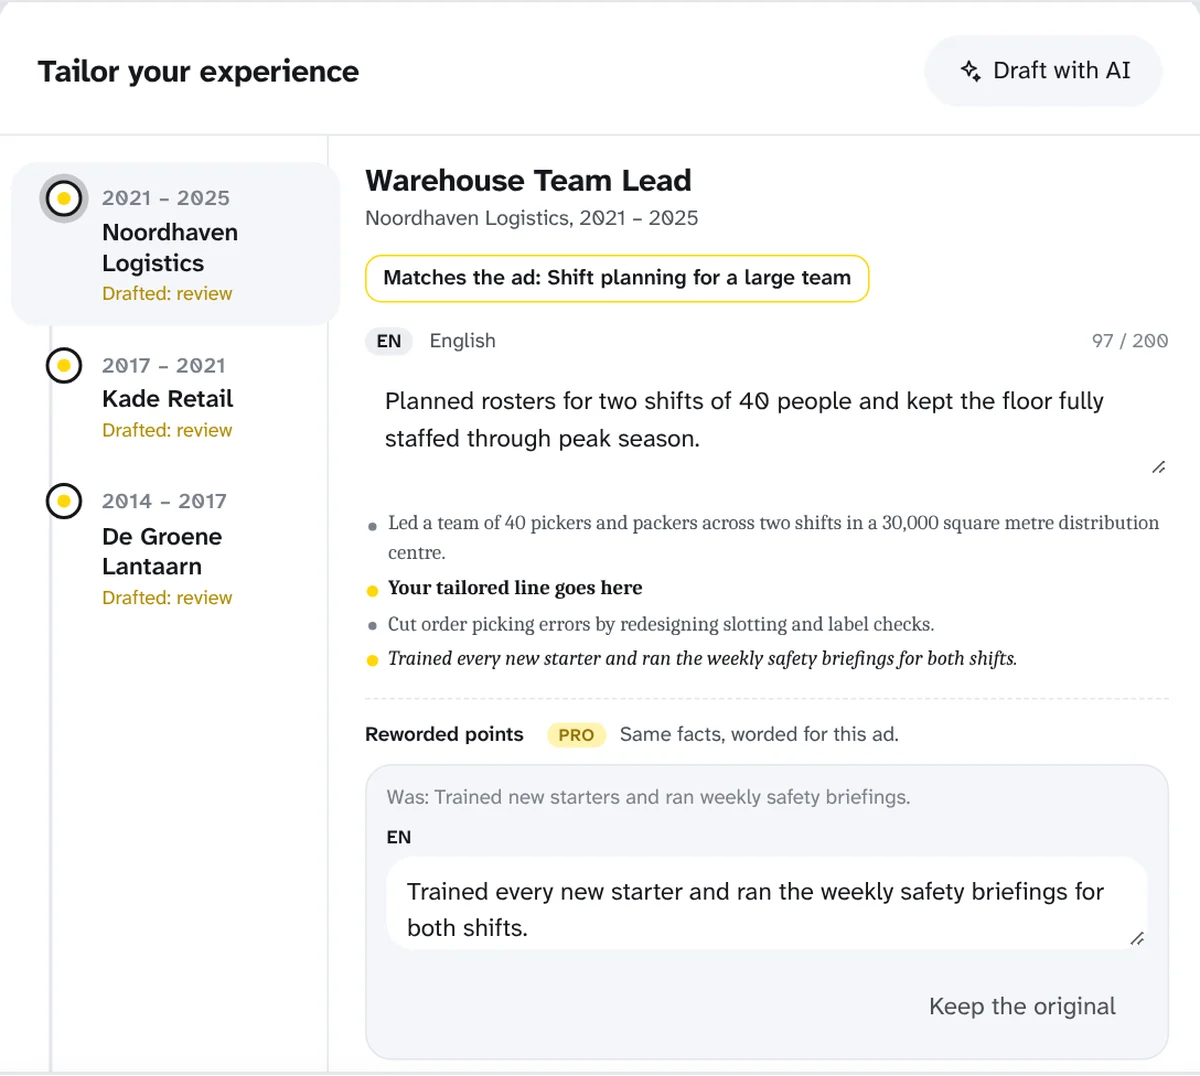 Tailor your experience
Draft with AI
2021 – 2025
Noordhaven
Logistics
Drafted: review
2017 – 2021
Kade Retail
Drafted: review
2014 – 2017
De Groene
Lantaarn
Drafted: review
Warehouse Team Lead
Noordhaven Logistics, 2021 – 2025
Matches the ad: Shift planning for a large team
EN English 97 / 200
Planned rosters for two shifts of 40 people and kept the floor fully
staffed through peak season.
Led a team of 40 pickers and packers across two shifts in a 30,000 square metre distribution
centre.
Your tailored line goes here
Cut order picking errors by redesigning slotting and label checks.
Trained every new starter and ran the weekly safety briefings for both shifts.
Reworded points PRO Same facts, worded for this ad.
Was: Trained new starters and ran weekly safety briefings.
EN
Trained every new starter and ran the weekly safety briefings for
both shifts.
Keep the original